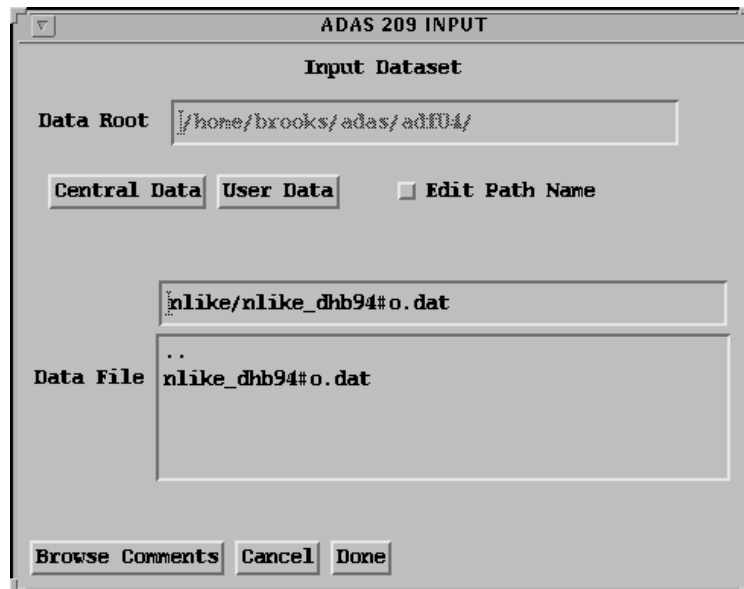 ADAS 209 INPUT
Input Dataset
Data Root /home/brooks/adas/adf04/
Central Data User Data Edit Path Name
nlike/nlike_dhb94#o.dat
..
Data File nlike_dhb94#o.dat
Browse Comments Cancel Done